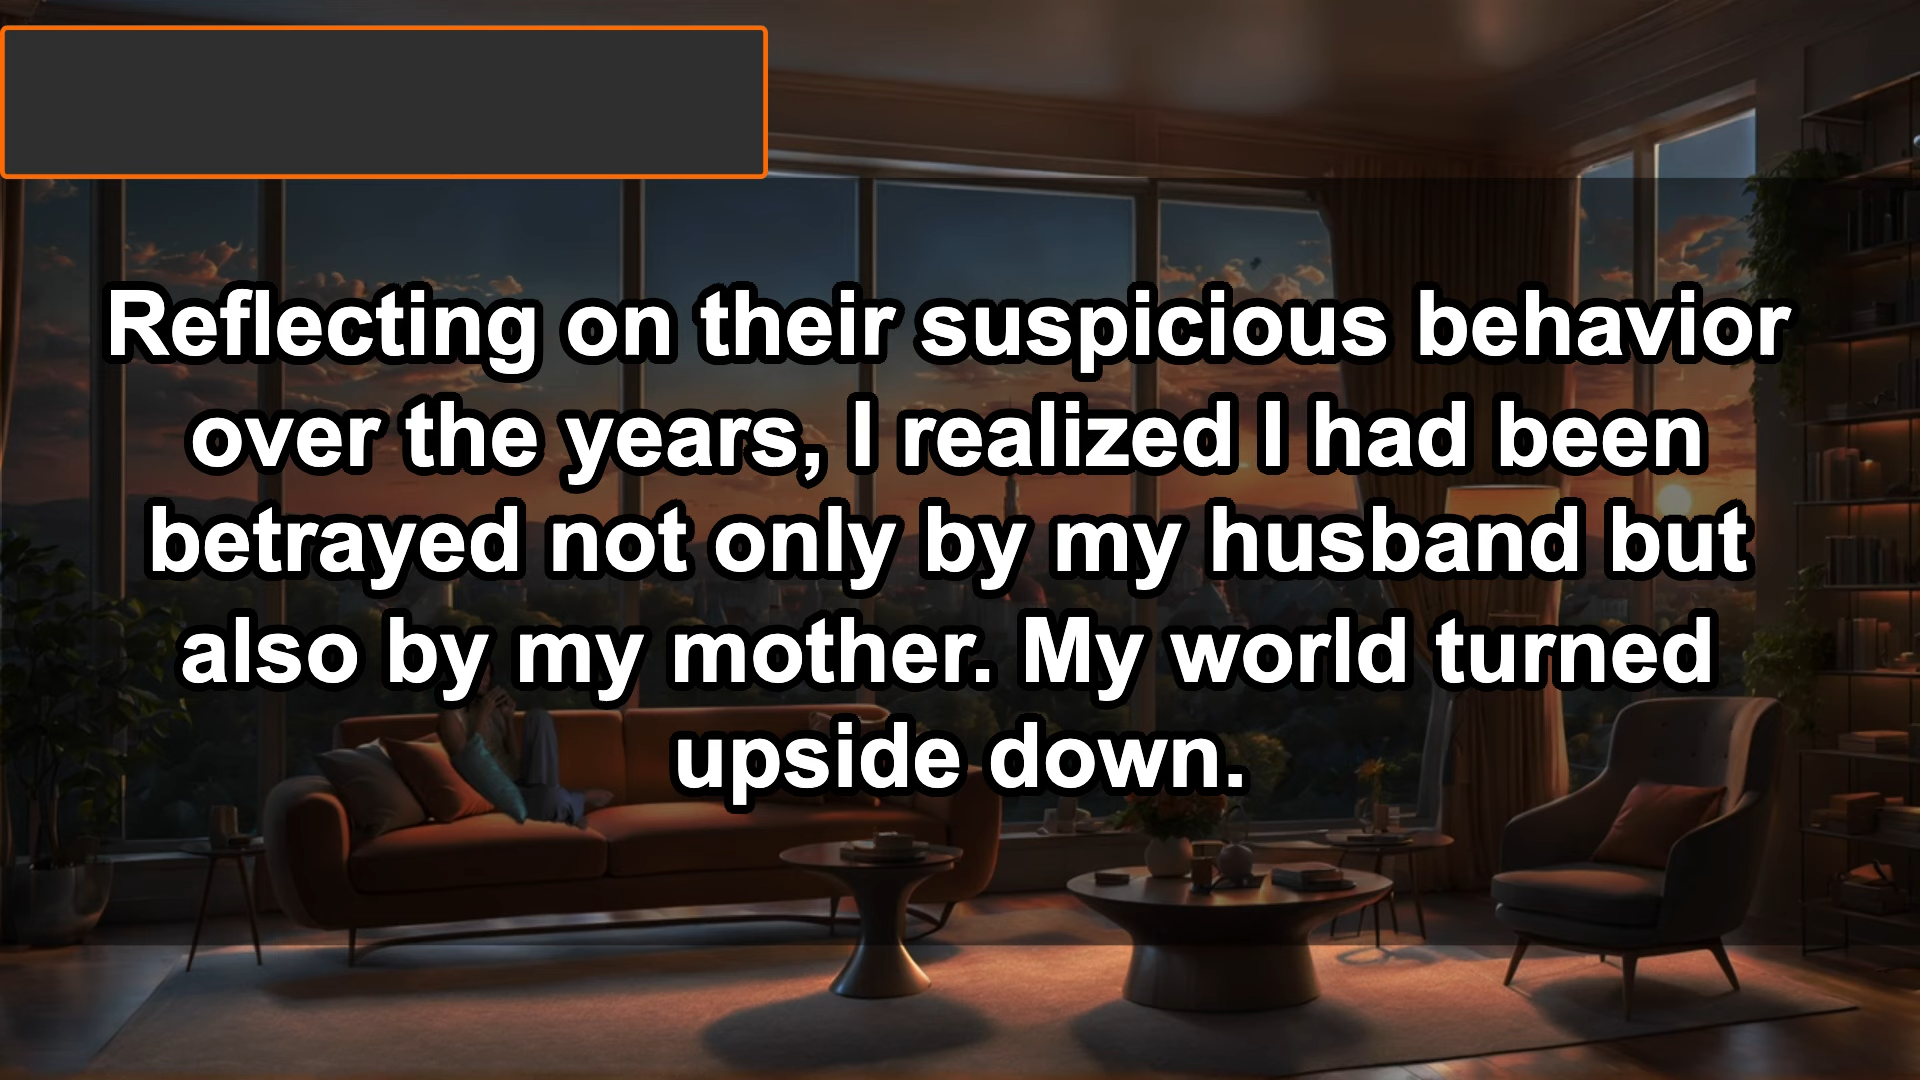 Reflecting on their suspicious behavior
over the years, I realized I had been
betrayed not only by my husband but
also by my mother. My world turned
upside down.